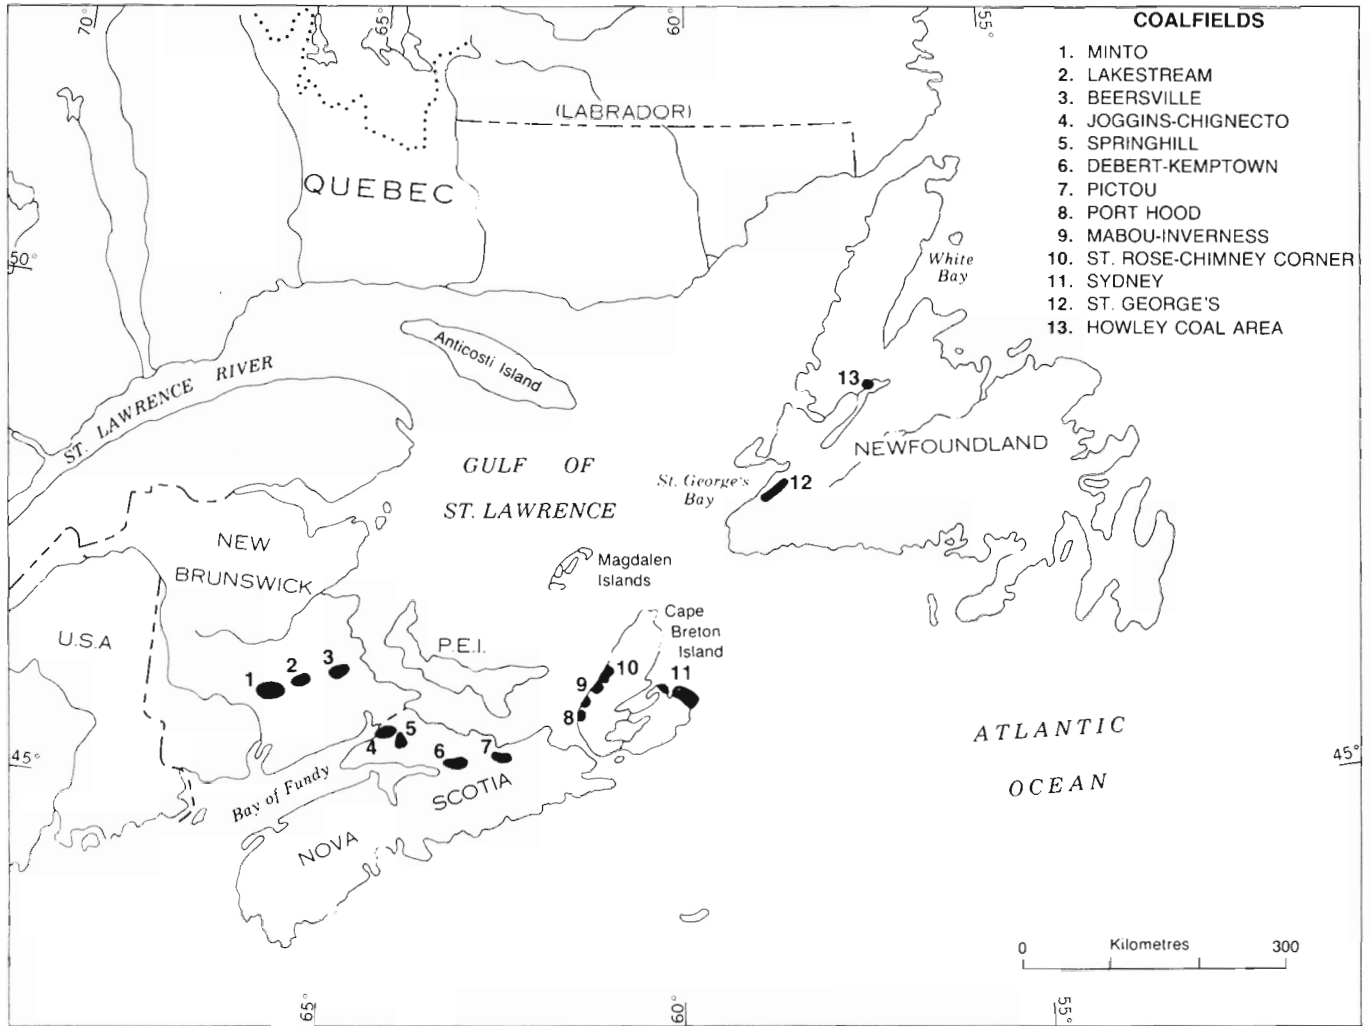 70°
65°
60°
55°
COALFIELDS
1. MINTO
2. LAKESTREAM
3. BEERSVILLE
4. JOGGINS-CHIGNECTO
5. SPRINGHILL
6. DEBERT-KEMPTOWN
7. PICTOU
8. PORT HOOD
9. MABOU-INVERNESS
10. ST. ROSE-CHIMNEY CORNER
11. SYDNEY
12. ST. GEORGE'S
13. HOWLEY COAL AREA
(LABRADOR)
QUEBEC
50°
White
Bay
Anticosti Island
ST. LAWRENCE RIVER
13
NEWFOUNDLAND
GULF OF
ST. LAWRENCE
St. George's
Bay
12
NEW
BRUNSWICK
Magdalen
Islands
U.S.A
P.E.I.
Cape
Breton
Island
1
2
3
10
11
9
8
4
5
6
7
45°
45°
ATLANTIC
OCEAN
Bay of Fundy
NOVA
SCOTIA
0
Kilometres
300
65°
60°
55°